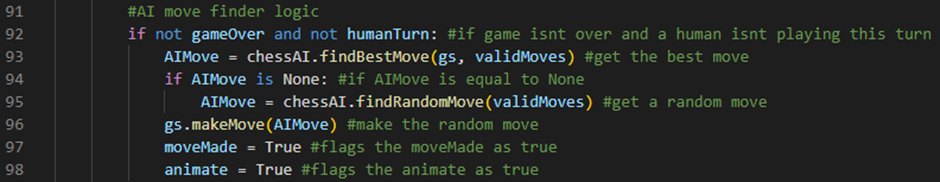 91 #AI move finder logic
92 if not gameOver and not humanTurn: #if game isnt over and a human isnt playing this turn
93 AIMove = chessAI.findBestMove(gs, validMoves) #get the best move
94 if AIMove is None: #if AIMove is equal to None
95 AIMove = chessAI.findRandomMove(validMoves) #get a random move
96 gs.makeMove(AIMove) #make the random move
97 moveMade = True #flags the moveMade as true
98 animate = True #flags the animate as true